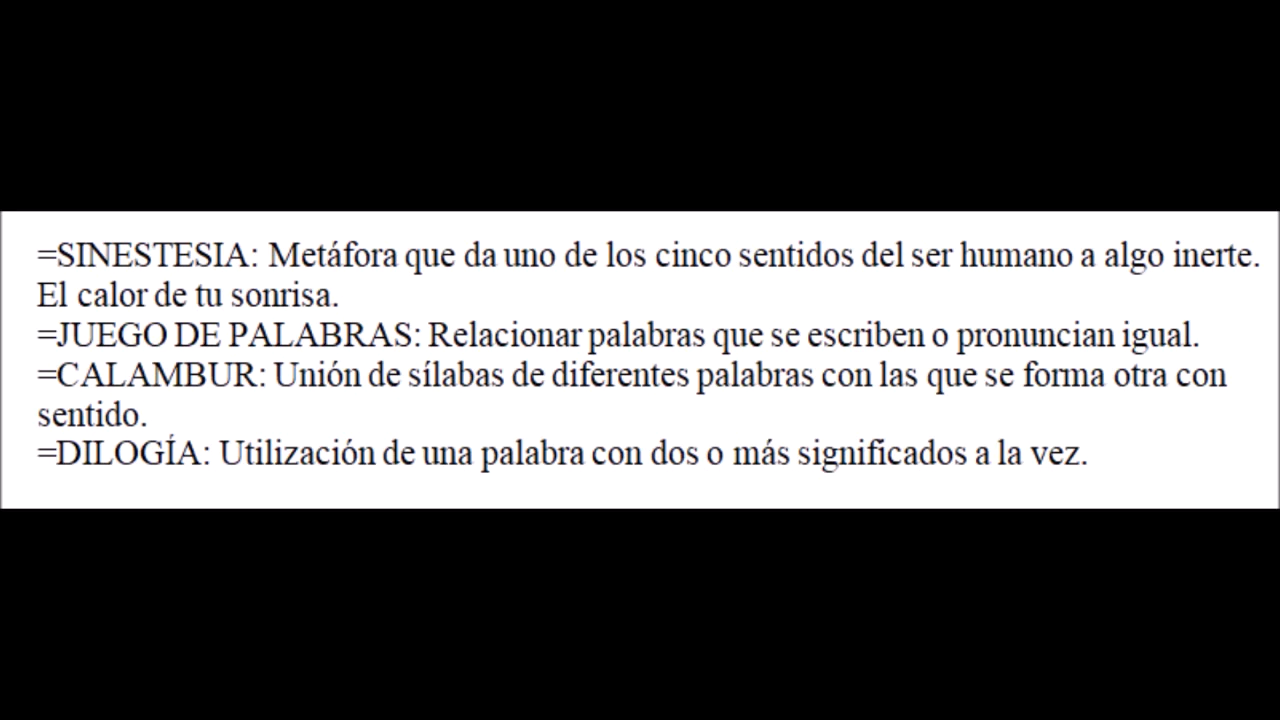 =SINESTESIA: Metáfora que da uno de los cinco sentidos del ser humano a algo inerte.
El calor de tu sonrisa.
=JUEGO DE PALABRAS: Relacionar palabras que se escriben o pronuncian igual.
=CALAMBUR: Unión de sílabas de diferentes palabras con las que se forma otra con
sentido.
=DILOGÍA: Utilización de una palabra con dos o más significados a la vez.